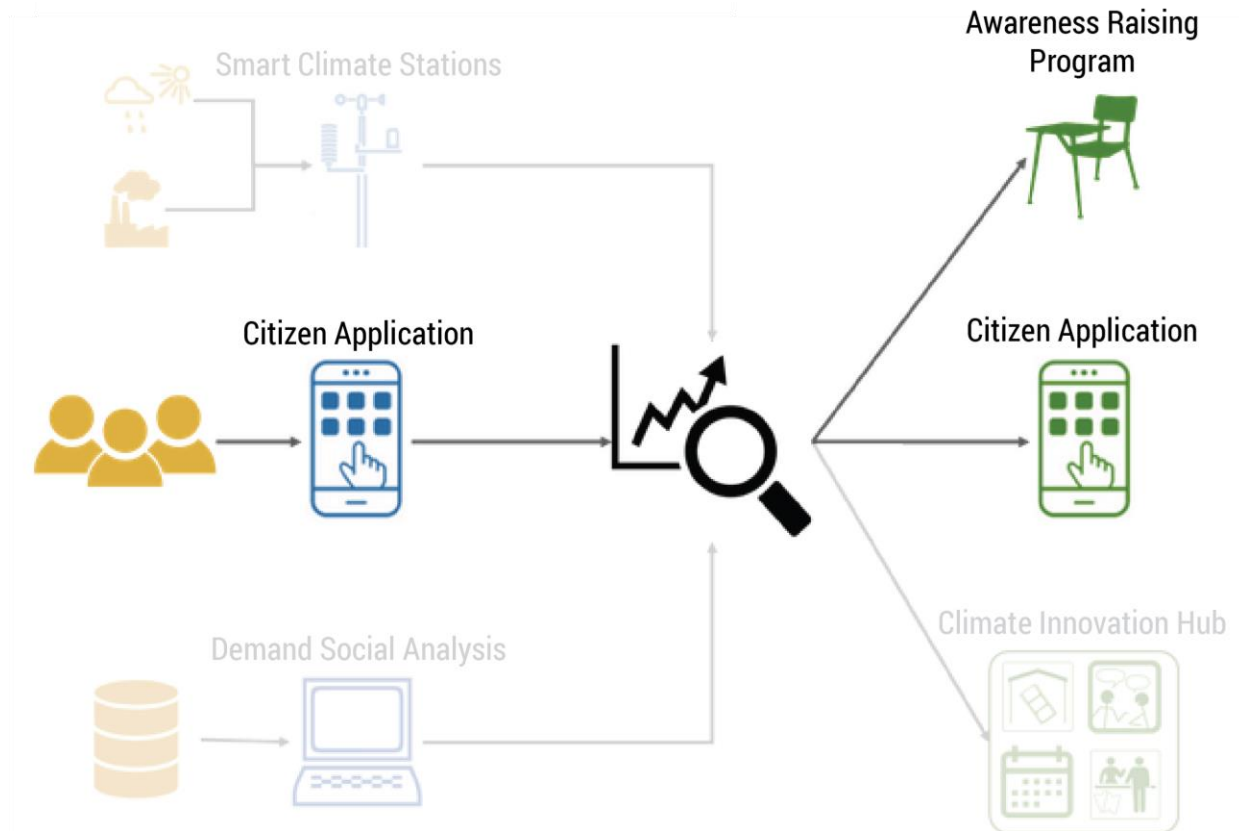 Awareness Raising
Program
Smart Climate Stations
Citizen Application
Citizen Application
Demand Social Analysis
Climate Innovation Hub